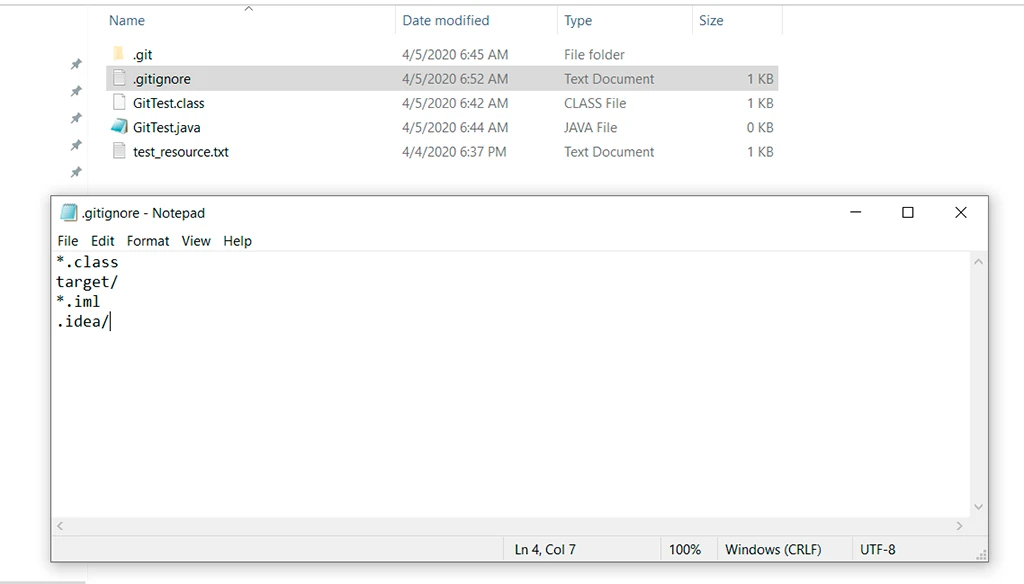 Name Date modified Type Size
.git 4/5/2020 6:45 AM File folder
.gitignore 4/5/2020 6:52 AM Text Document 1 KB
GitTest.class 4/5/2020 6:42 AM CLASS File 1 KB
GitTest.java 4/5/2020 6:44 AM JAVA File 0 KB
test_resource.txt 4/4/2020 6:37 PM Text Document 1 KB
.gitignore - Notepad
File Edit Format View Help
*.class
target/
*.iml
.idea/
Ln 4, Col 7 100% Windows (CRLF) UTF-8